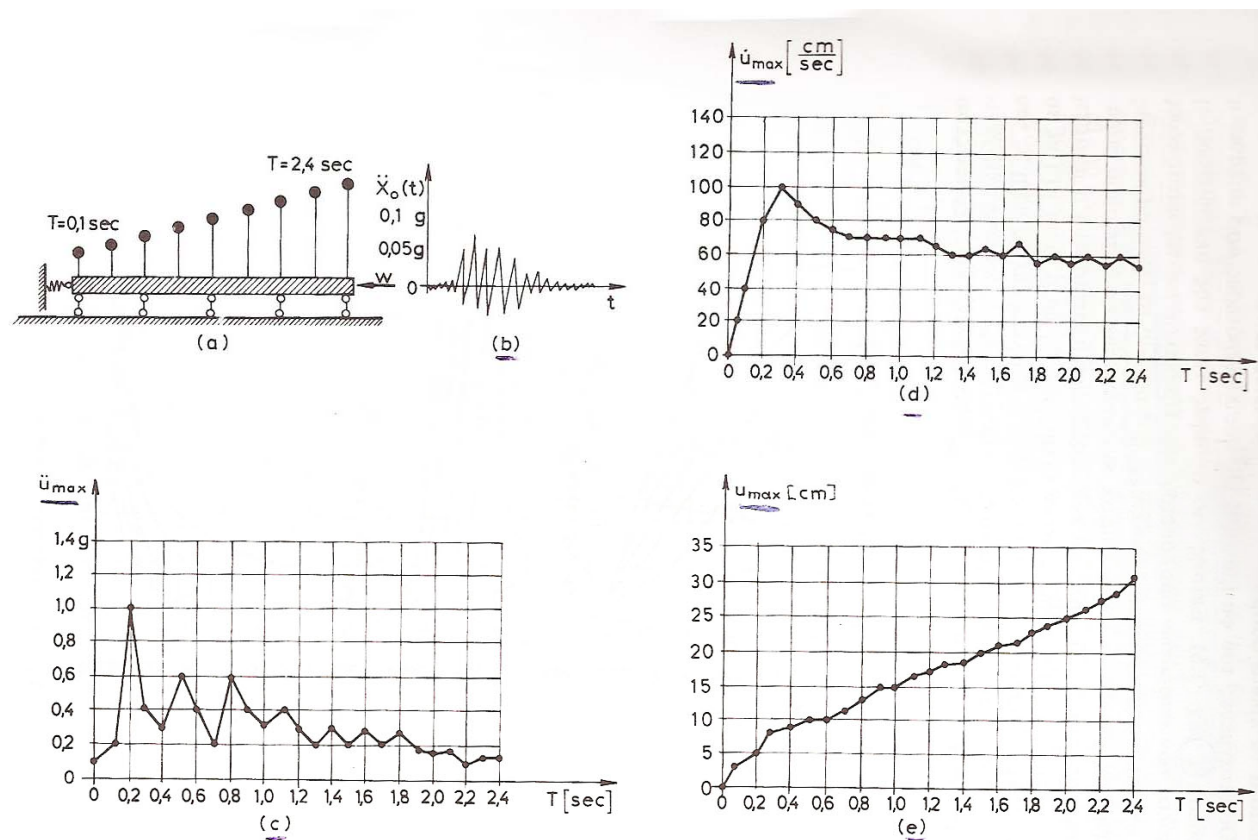 T=0,1 sec
T=2,4 sec
w
(a)
Ẍo(t)
0,1 g
0,05g
0
t
(b)
u̇max [cm/sec]
140
120
100
80
60
40
20
0
0 0,2 0,4 0,6 0,8 1,0 1,2 1,4 1,6 1,8 2,0 2,2 2,4 T [sec]
(d)
ümax
1,4 g
1,2
1,0
0,8
0,6
0,4
0,2
0
0 0,2 0,4 0,6 0,8 1,0 1,2 1,4 1,6 1,8 2,0 2,2 2,4 T [sec]
(c)
umax [cm]
35
30
25
20
15
10
5
0
0 0,2 0,4 0,6 0,8 1,0 1,2 1,4 1,6 1,8 2,0 2,2 2,4 T [sec]
(e)